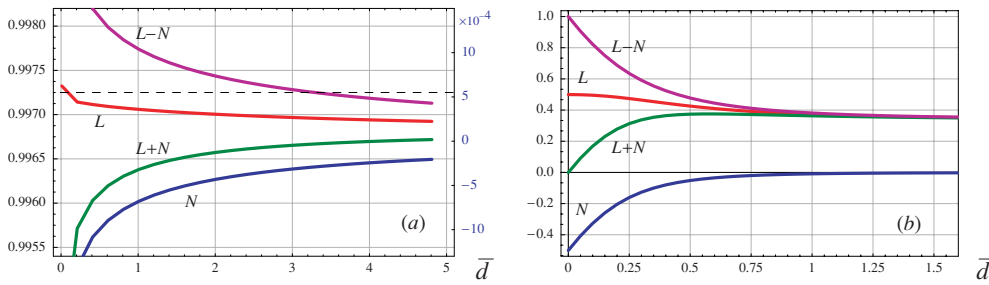 0.9980
0.9975
0.9970
0.9965
0.9960
0.9955
L−N
L
L+N
N
(a)
×10⁻⁴
10
5
0
−5
−10
0 1 2 3 4 5
d̅
1.0
0.8
0.6
0.4
0.2
0.0
−0.2
−0.4
L−N
L
L+N
N
(b)
0 0.25 0.5 0.75 1 1.25 1.5
d̅